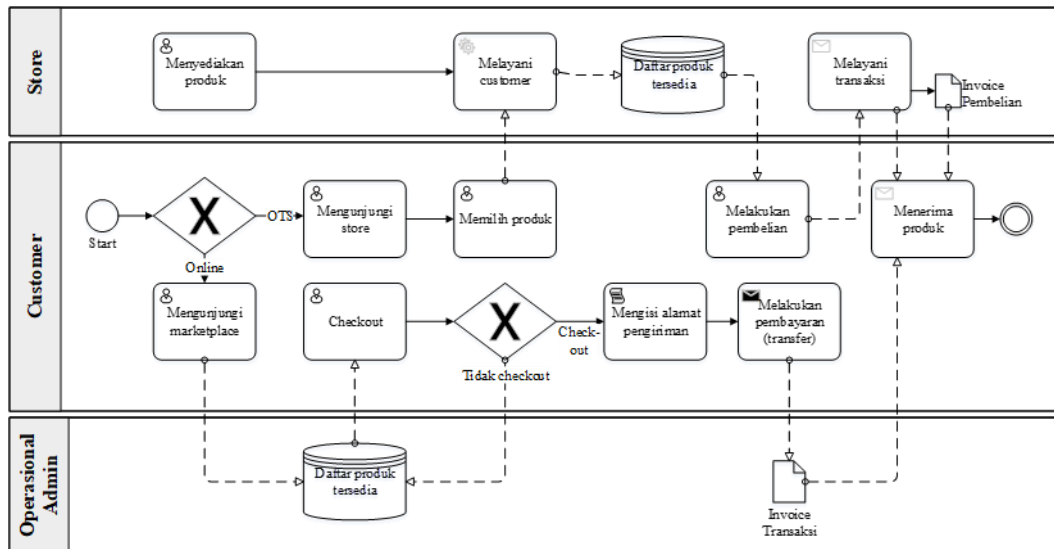 Store
Menyediakan
produk
Melayani
customer
Daftar produk
tersedia
Melayani
transaksi
Invoice
Pembelian
Customer
Start
X
OTS
Online
Mengunjungi
store
Memilih produk
Melakukan
pembelian
Menerima
produk
Mengunjungi
marketplace
Checkout
X
Check-
out
Tidak checkout
Mengisi alamat
pengiriman
Melakukan
pembayaran
(transfer)
Operasional
Admin
Daftar produk
tersedia
Invoice
Transaksi